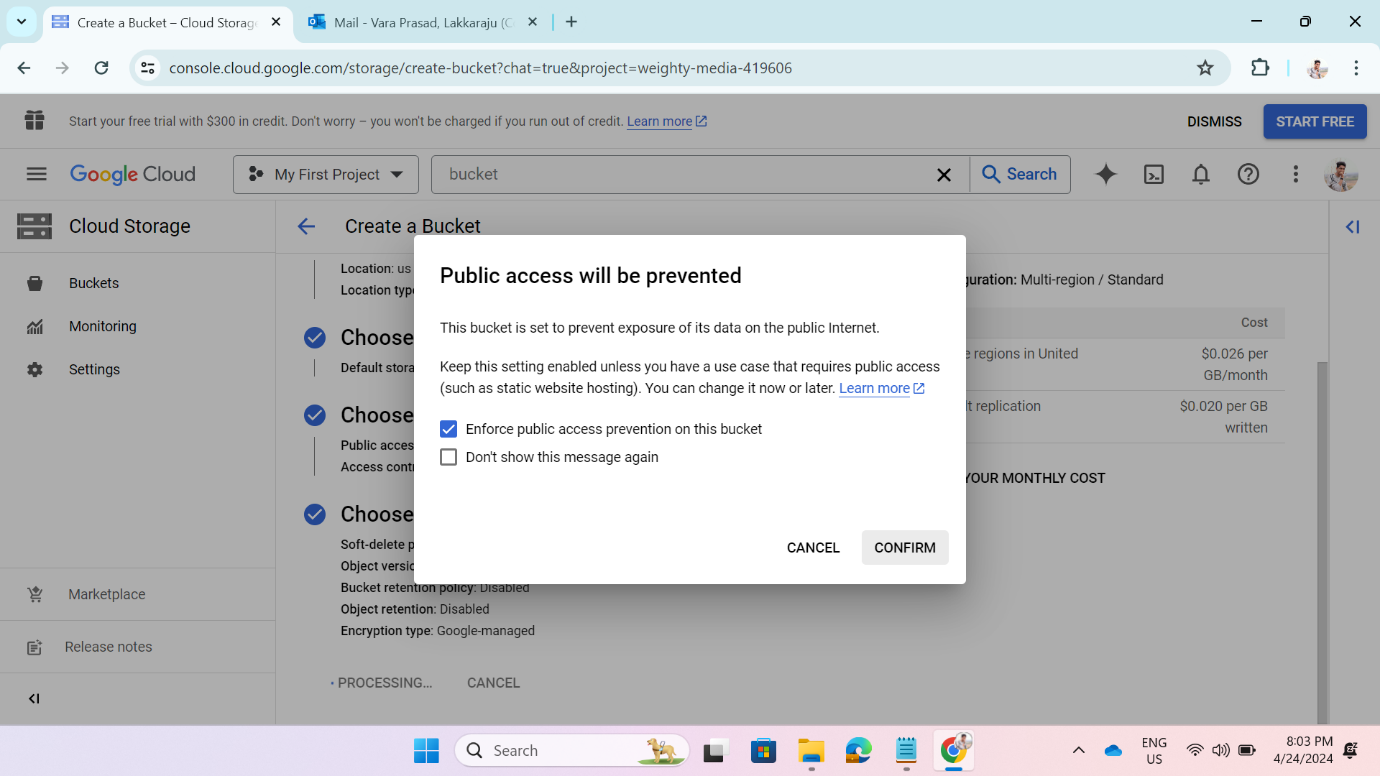 Create a Bucket – Cloud Storage
Mail - Vara Prasad, Lakkaraju (C
console.cloud.google.com/storage/create-bucket?chat=true&project=weighty-media-419606
Start your free trial with $300 in credit. Don't worry – you won't be charged if you run out of credit. Learn more
DISMISS
START FREE
Google Cloud
My First Project
bucket
Search
Cloud Storage
Create a Bucket
Buckets
Monitoring
Settings
Marketplace
Release notes
Location: us
Location type
Choose
Default stora
Choose
Public acces
Access contr
Choose
Soft-delete p
Object versio
Bucket retention policy: Disabled
Object retention: Disabled
Encryption type: Google-managed
PROCESSING...
CANCEL
Public access will be prevented
This bucket is set to prevent exposure of its data on the public Internet.
Keep this setting enabled unless you have a use case that requires public access
(such as static website hosting). You can change it now or later. Learn more
Enforce public access prevention on this bucket
Don't show this message again
CANCEL
CONFIRM
guration: Multi-region / Standard
Cost
e regions in United
$0.026 per
GB/month
lt replication
$0.020 per GB
written
YOUR MONTHLY COST
Search
ENG
US
8:03 PM
4/24/2024